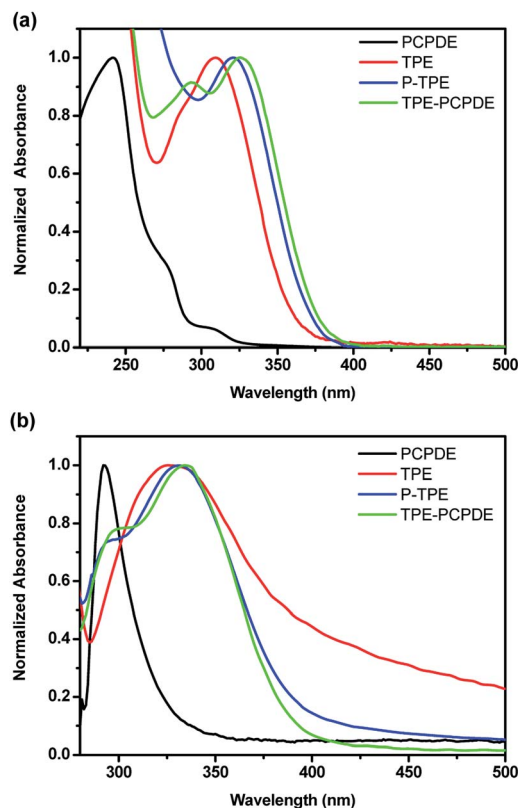 (a)
PCPDE
TPE
P-TPE
TPE-PCPDE
Normalized Absorbance
1.0
0.8
0.6
0.4
0.2
0.0
250 300 350 400 450 500
Wavelength (nm)
(b)
PCPDE
TPE
P-TPE
TPE-PCPDE
Normalized Absorbance
1.0
0.8
0.6
0.4
0.2
0.0
300 350 400 450 500
Wavelength (nm)